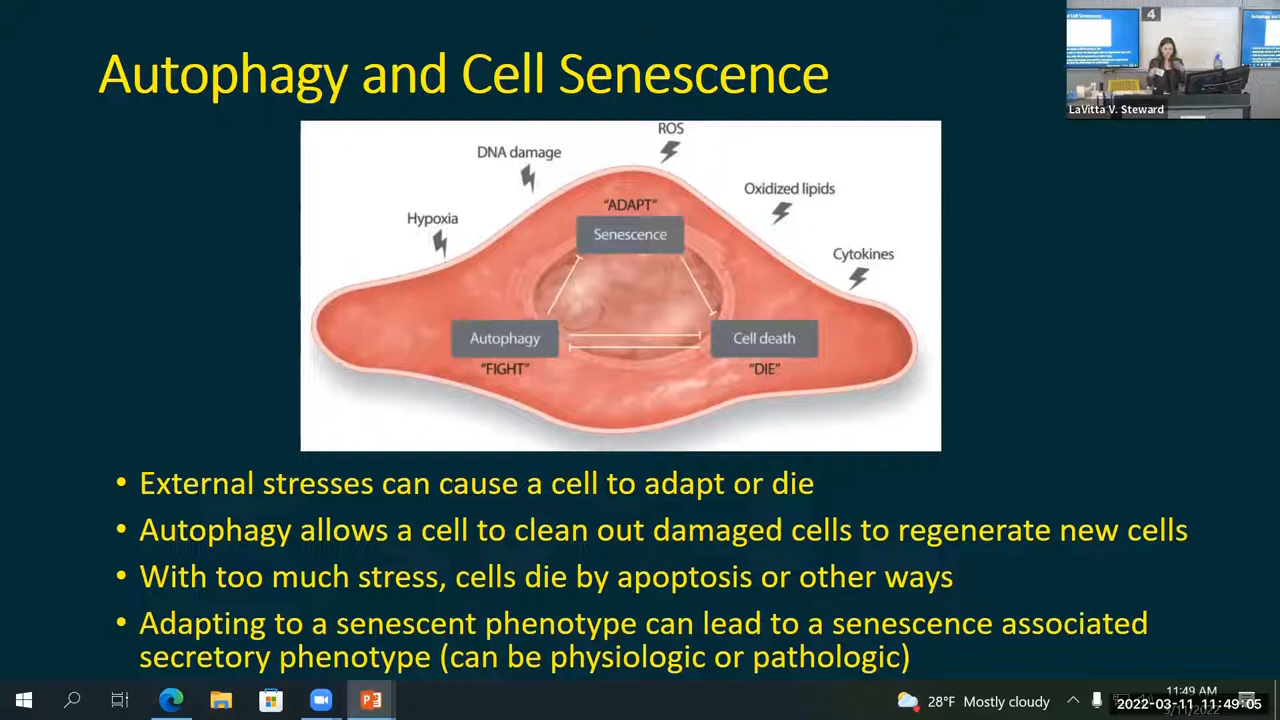 Autophagy and Cell Senescence
4
LaVitta V. Steward
ROS
DNA damage
Oxidized lipids
Hypoxia
"ADAPT"
Senescence
Cytokines
Autophagy
Cell death
"FIGHT"
"DIE"
• External stresses can cause a cell to adapt or die
• Autophagy allows a cell to clean out damaged cells to regenerate new cells
• With too much stress, cells die by apoptosis or other ways
• Adapting to a senescent phenotype can lead to a senescence associated
secretory phenotype (can be physiologic or pathologic)
28°F Mostly cloudy
11:49 AM
2022-03-11 11:49:05